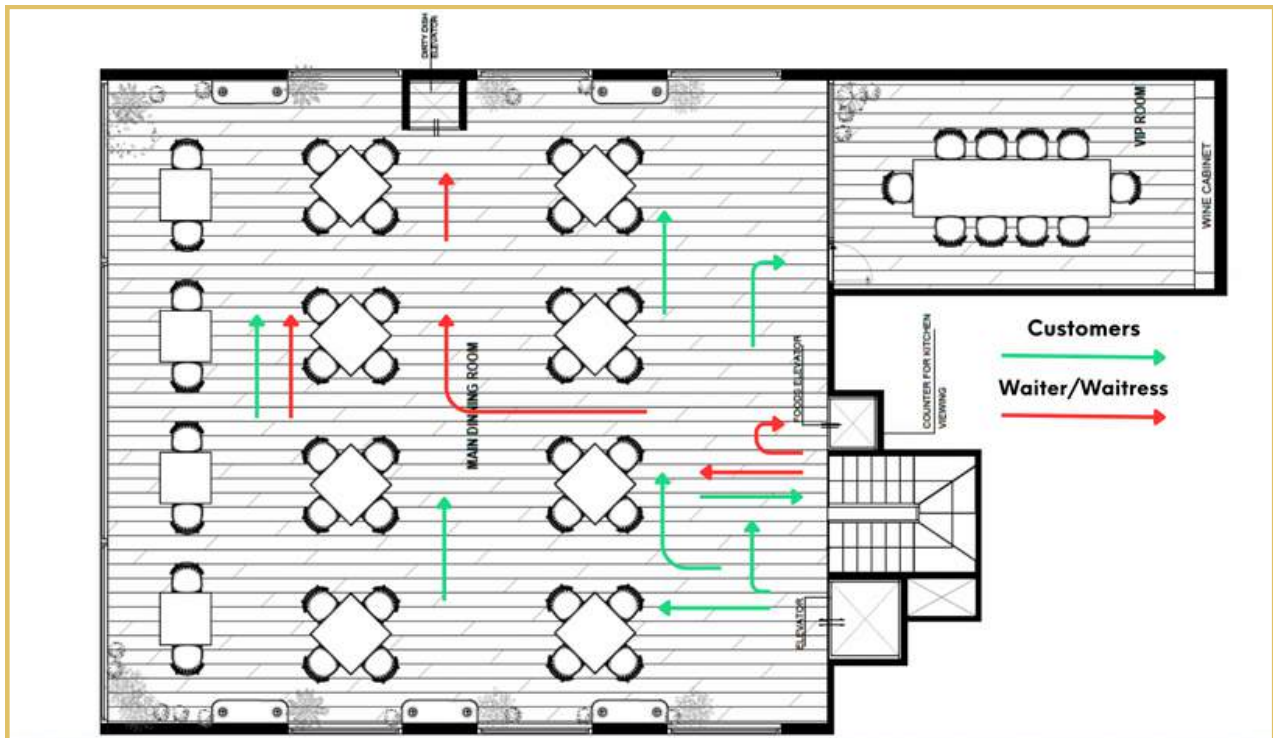 DIRTY DISH
ELEVATOR
VIP ROOM
WINE CABINET
Customers
Waiter/Waitress
FOODS ELEVATOR
COUNTER FOR KITCHEN
VIEWING
MAIN DINNING ROOM
ELEVATOR